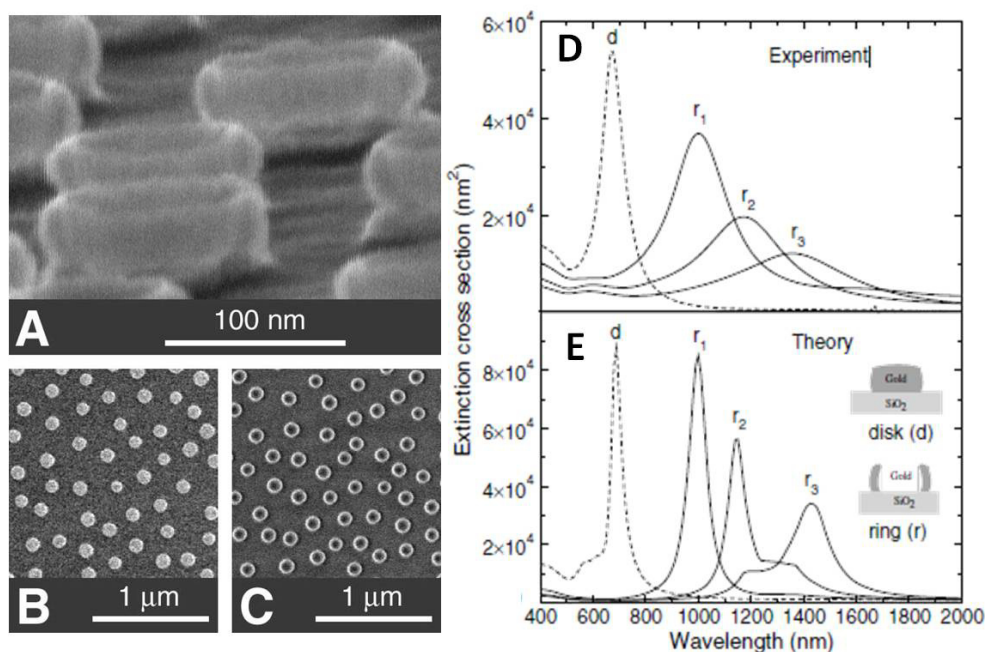 A
100 nm
B
1 μm
C
1 μm
Extinction cross section (nm²)
6×10⁴
4×10⁴
2×10⁴
D
d
Experiment
r₁
r₂
r₃
8×10⁴
6×10⁴
4×10⁴
2×10⁴
E
d
r₁
Theory
r₂
r₃
Gold
SiO₂
disk (d)
Gold
SiO₂
ring (r)
400 600 800 1000 1200 1400 1600 1800 2000
Wavelength (nm)